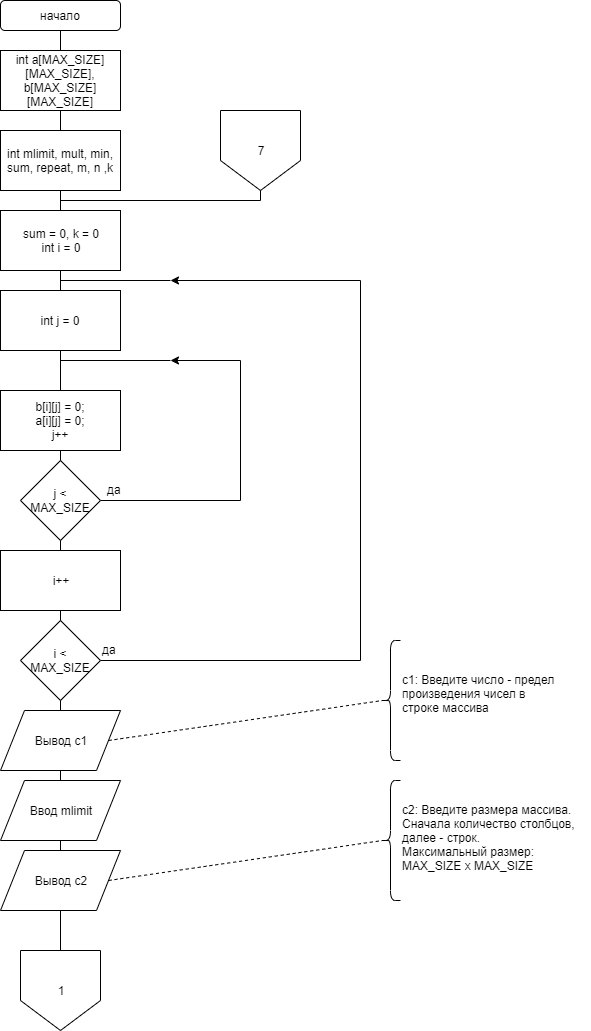 начало
int a[MAX_SIZE]
[MAX_SIZE],
b[MAX_SIZE]
[MAX_SIZE]
int mlimit, mult, min,
sum, repeat, m, n ,k
7
sum = 0, k = 0
int i = 0
int j = 0
b[i][j] = 0;
a[i][j] = 0;
j++
j <
MAX_SIZE
да
i++
i <
MAX_SIZE
да
Вывод c1
c1: Введите число - предел
произведения чисел в
строке массива
Ввод mlimit
Вывод c2
c2: Введите размера массива.
Сначала количество столбцов,
далее - строк.
Максимальный размер:
MAX_SIZE x MAX_SIZE
1